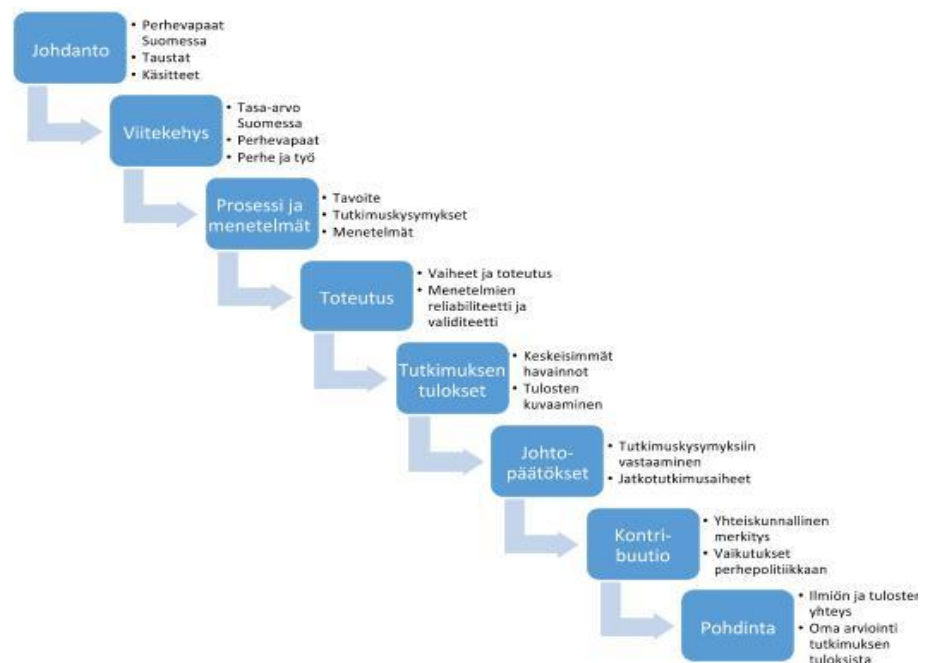 Johdanto
• Perhevapaat
Suomessa
• Taustat
• Käsitteet
Viitekehys
• Tasa-arvo
Suomessa
• Perhevapaat
• Perhe ja työ
Prosessi ja
menetelmät
• Tavoite
• Tutkimuskysymykset
• Menetelmät
Toteutus
• Vaiheet ja toteutus
• Menetelmien
reliabiliteetti ja
validiteetti
Tutkimuksen
tulokset
• Keskeisimmät
havainnot
• Tulosten
kuvaaminen
Johto-
päätökset
• Tutkimuskysymyksiin
vastaaminen
• Jatkotutkimusaiheet
Kontri-
buutio
• Yhteiskunnallinen
merkitys
• Vaikutukset
perhepolitiikkaan
Pohdinta
• Ilmiön ja tulosten
yhteys
• Oma arviointi
tutkimuksen
tuloksista